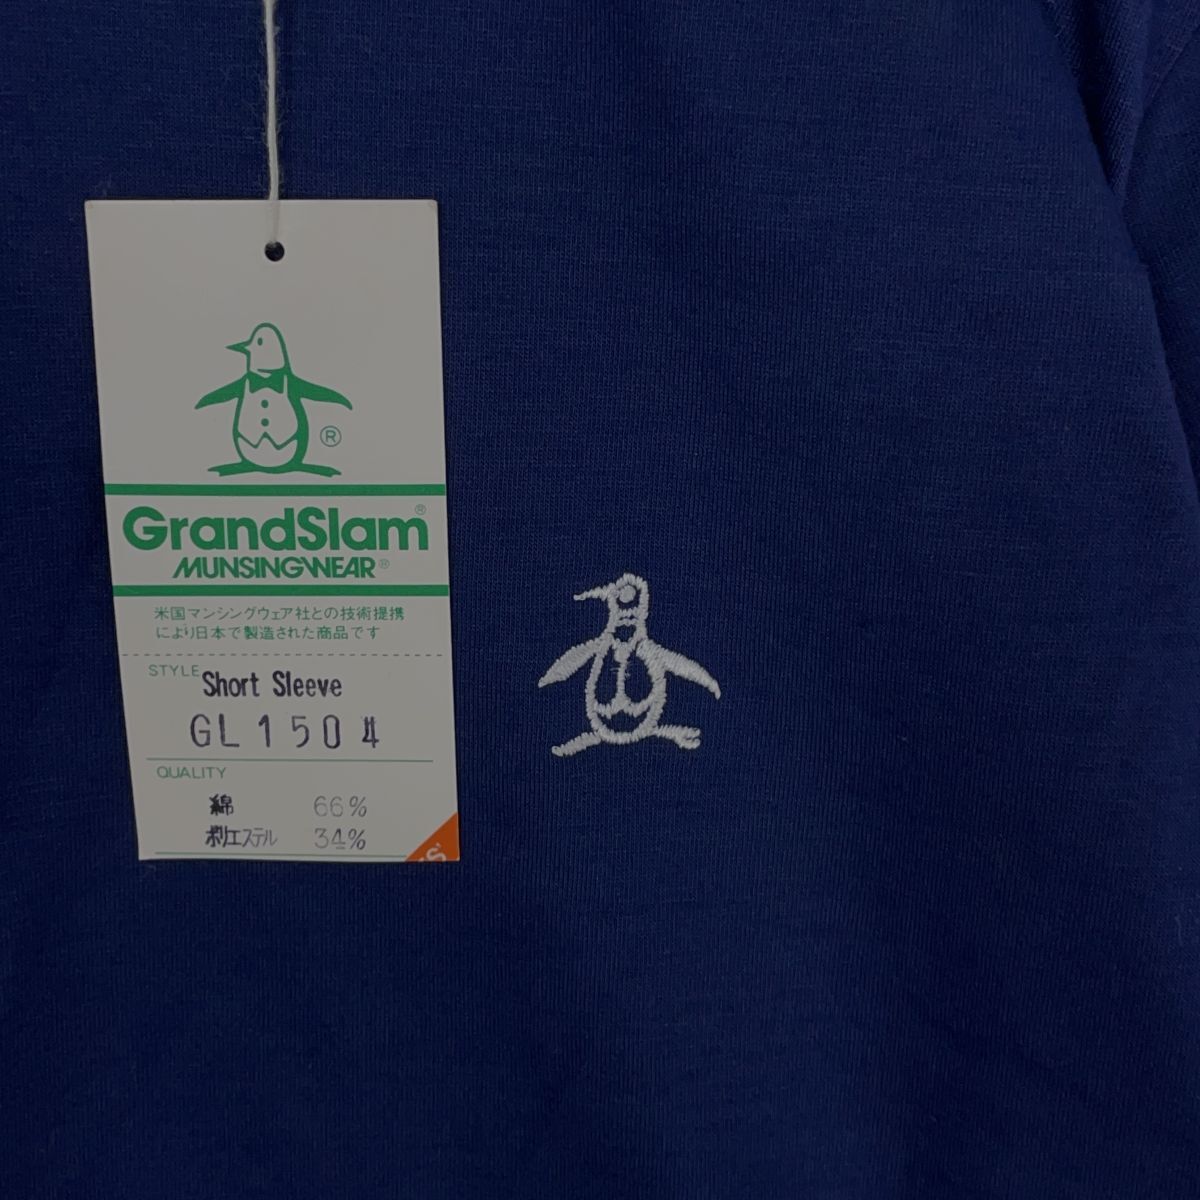 ®
GrandSlam®
MUNSINGWEAR®
米国マンシングウェア社との技術提携
により日本で製造された商品です
STYLE Short Sleeve
GL1504
QUALITY
綿 66%
ポリエステル 34%